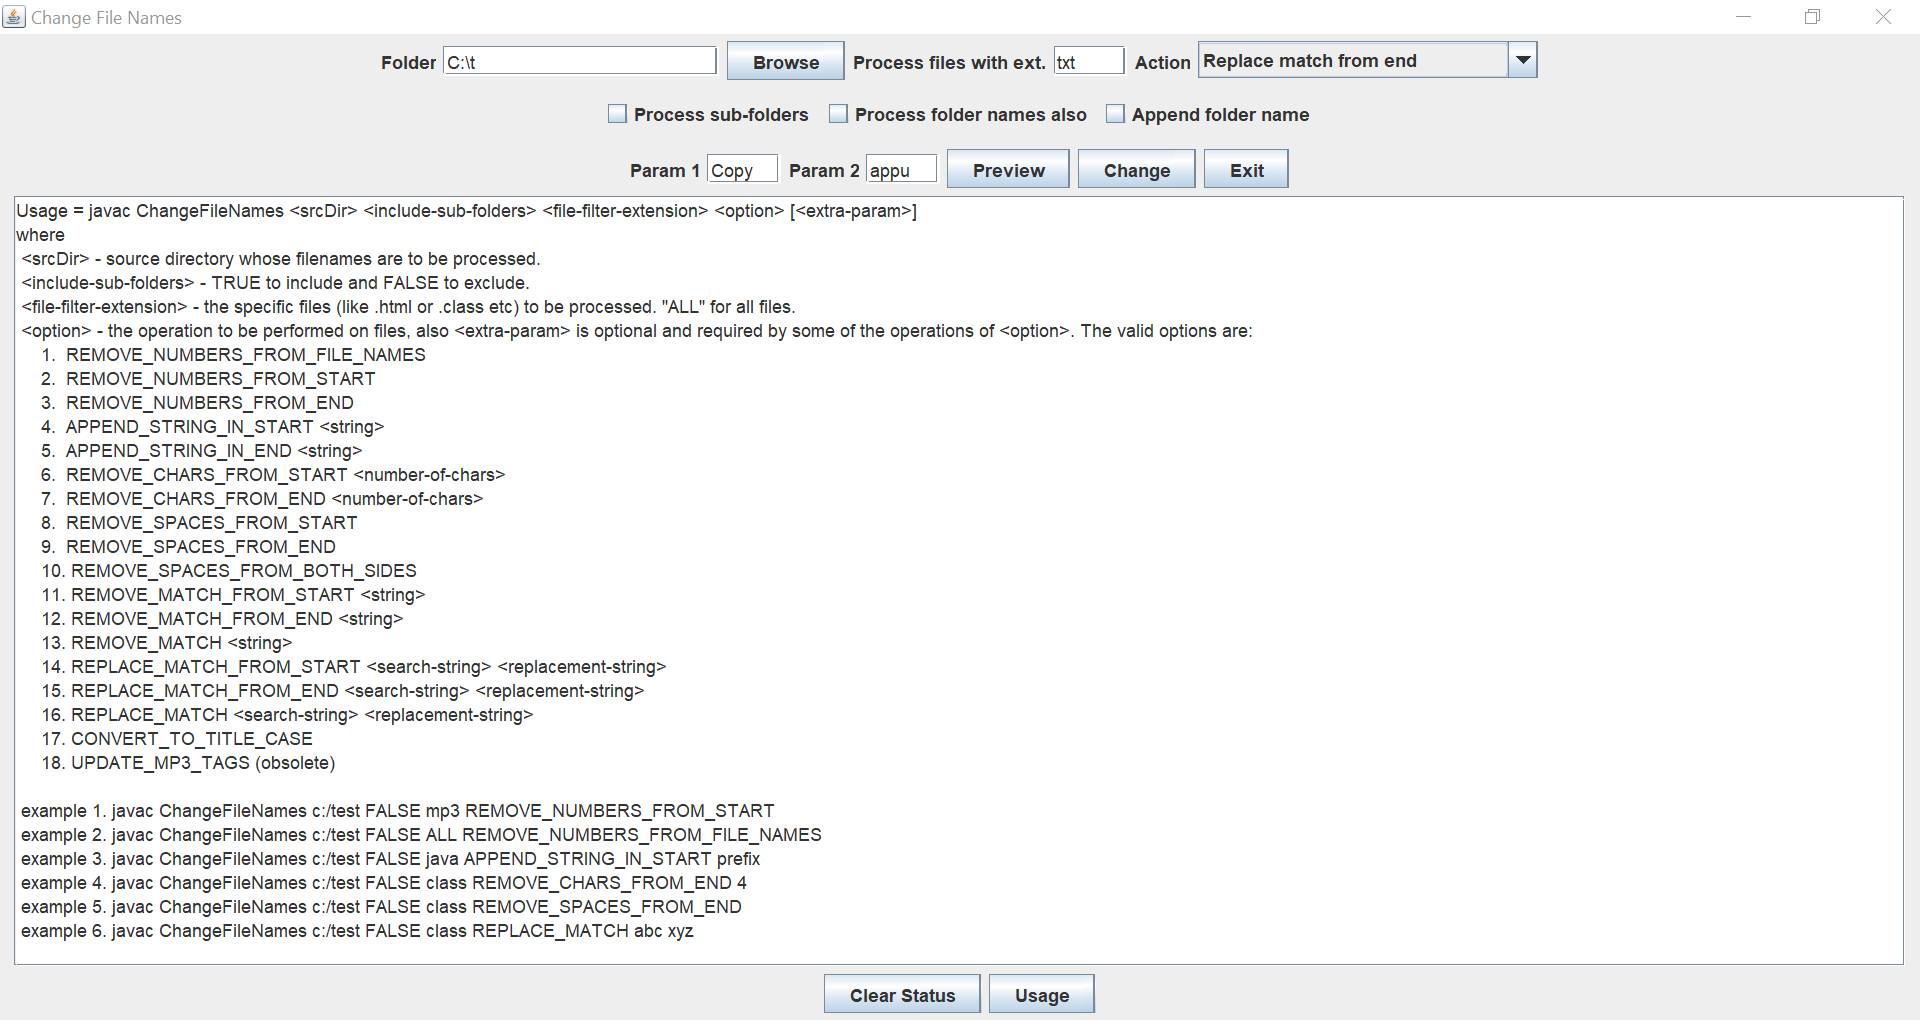 Change File Names
Folder C:\t Browse Process files with ext. txt Action Replace match from end
Process sub-folders Process folder names also Append folder name
Param 1 Copy Param 2 appu Preview Change Exit
Usage = javac ChangeFileNames <srcDir> <include-sub-folders> <file-filter-extension> <option> [<extra-param>]
where
<srcDir> - source directory whose filenames are to be processed.
<include-sub-folders> - TRUE to include and FALSE to exclude.
<file-filter-extension> - the specific files (like .html or .class etc) to be processed. "ALL" for all files.
<option> - the operation to be performed on files, also <extra-param> is optional and required by some of the operations of <option>. The valid options are:
1. REMOVE_NUMBERS_FROM_FILE_NAMES
2. REMOVE_NUMBERS_FROM_START
3. REMOVE_NUMBERS_FROM_END
4. APPEND_STRING_IN_START <string>
5. APPEND_STRING_IN_END <string>
6. REMOVE_CHARS_FROM_START <number-of-chars>
7. REMOVE_CHARS_FROM_END <number-of-chars>
8. REMOVE_SPACES_FROM_START
9. REMOVE_SPACES_FROM_END
10. REMOVE_SPACES_FROM_BOTH_SIDES
11. REMOVE_MATCH_FROM_START <string>
12. REMOVE_MATCH_FROM_END <string>
13. REMOVE_MATCH <string>
14. REPLACE_MATCH_FROM_START <search-string> <replacement-string>
15. REPLACE_MATCH_FROM_END <search-string> <replacement-string>
16. REPLACE_MATCH <search-string> <replacement-string>
17. CONVERT_TO_TITLE_CASE
18. UPDATE_MP3_TAGS (obsolete)
example 1. javac ChangeFileNames c:/test FALSE mp3 REMOVE_NUMBERS_FROM_START
example 2. javac ChangeFileNames c:/test FALSE ALL REMOVE_NUMBERS_FROM_FILE_NAMES
example 3. javac ChangeFileNames c:/test FALSE java APPEND_STRING_IN_START prefix
example 4. javac ChangeFileNames c:/test FALSE class REMOVE_CHARS_FROM_END 4
example 5. javac ChangeFileNames c:/test FALSE class REMOVE_SPACES_FROM_END
example 6. javac ChangeFileNames c:/test FALSE class REPLACE_MATCH abc xyz
Clear Status Usage